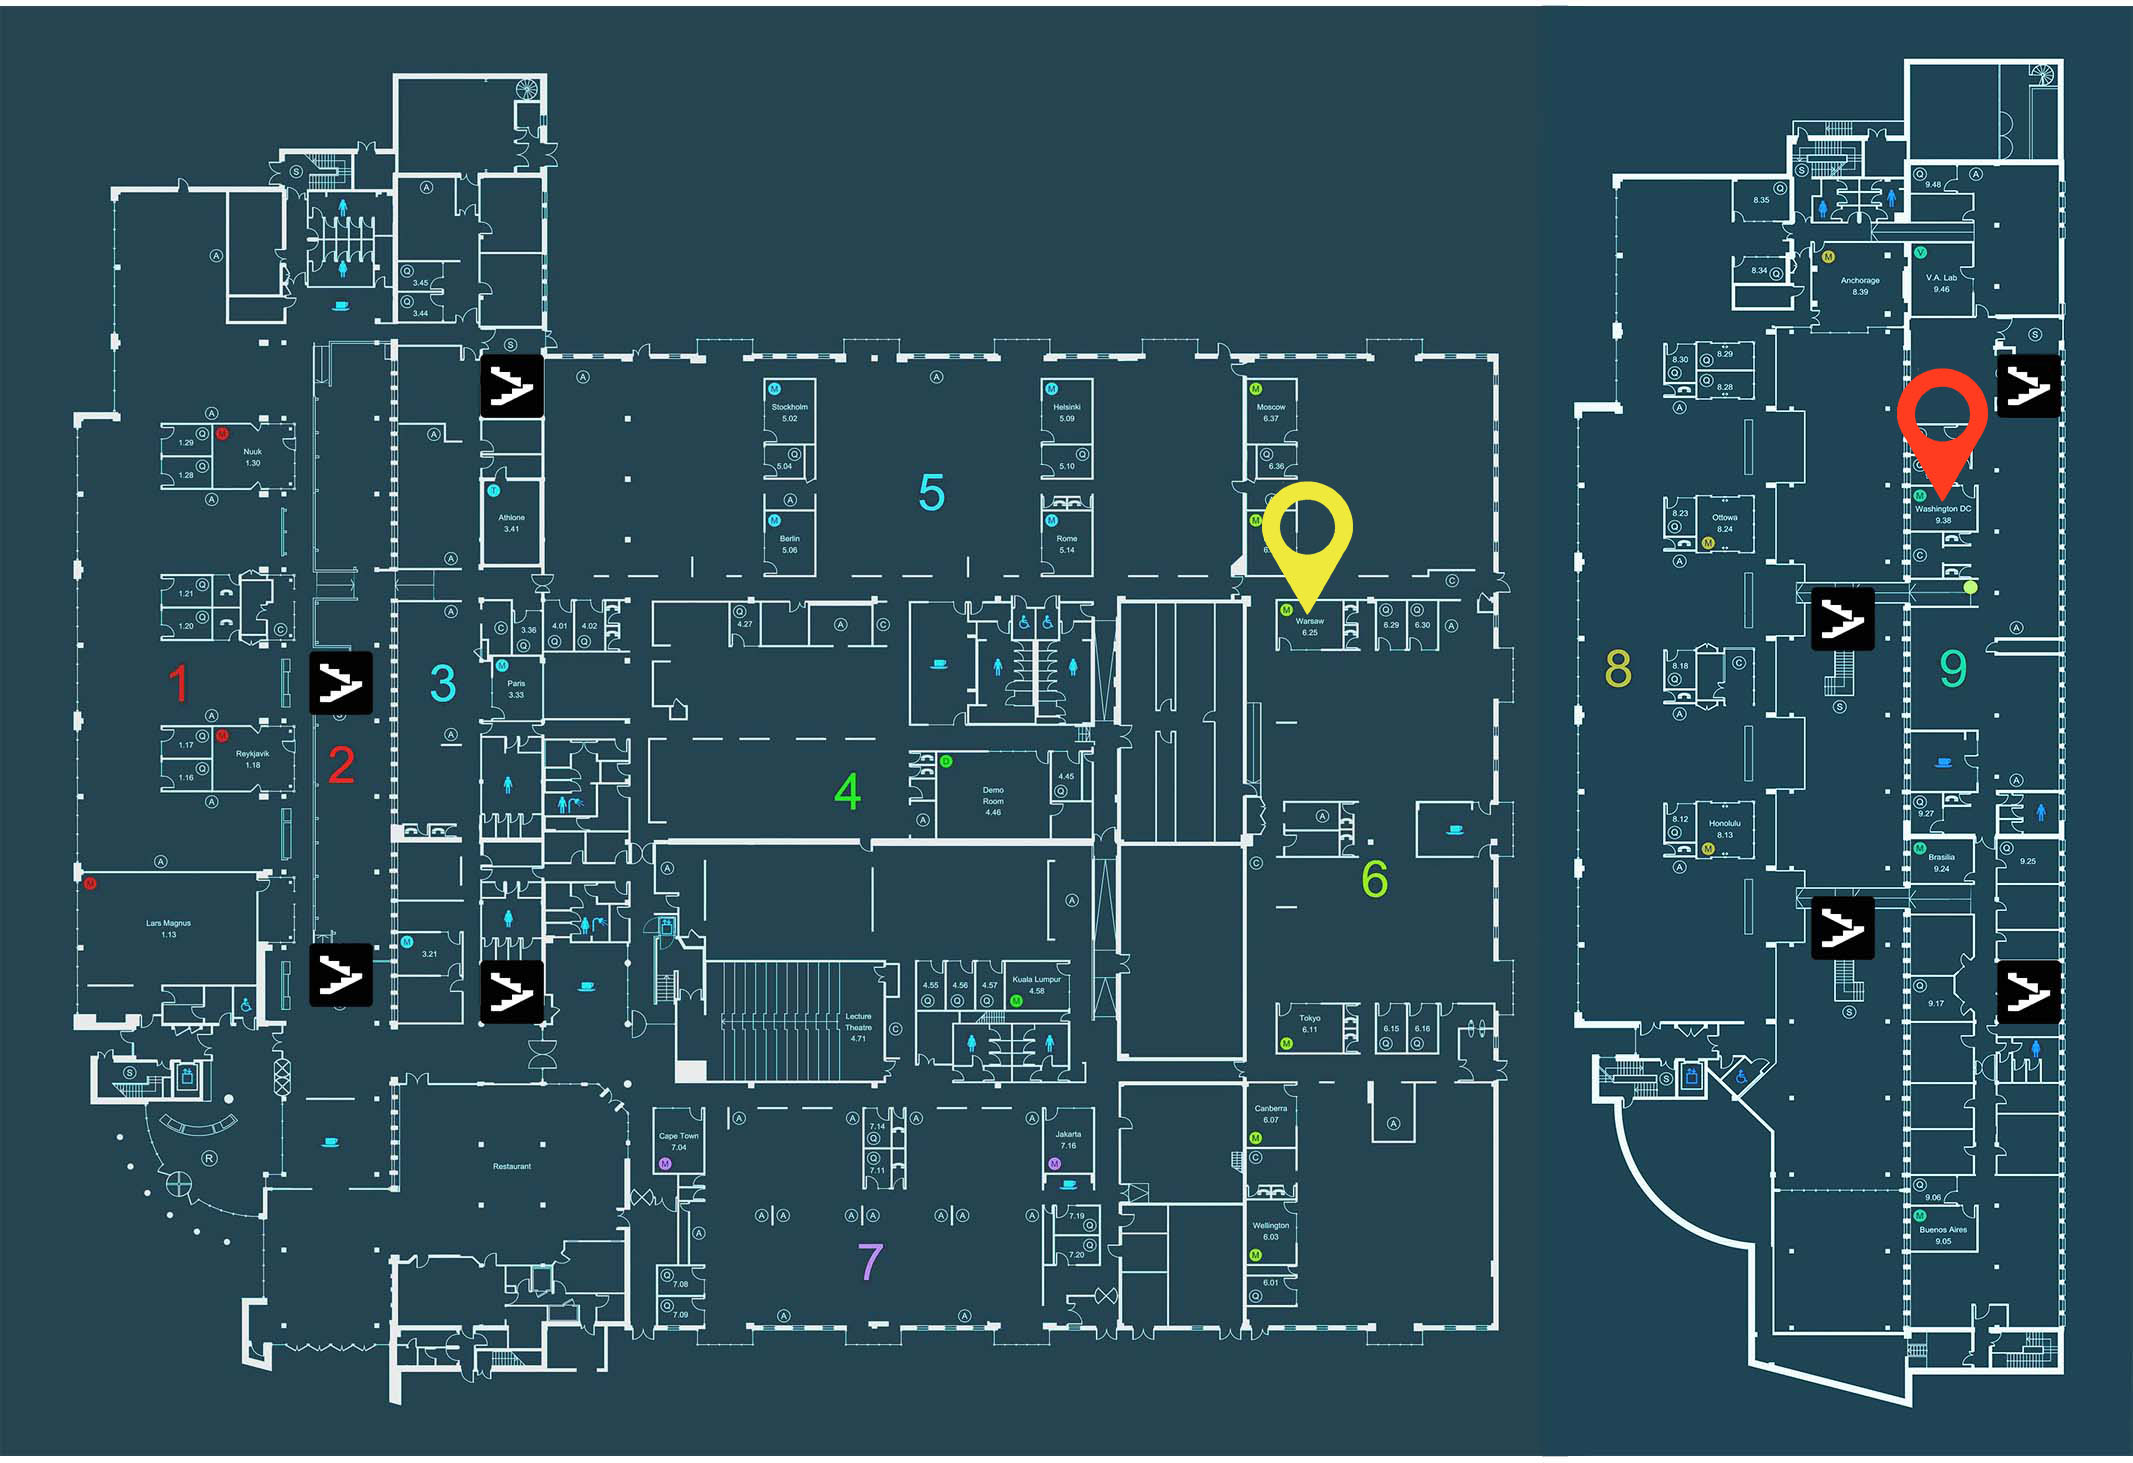 S
A
A
Q
3.45
Q
3.44
S
A
1.29
Q
M
Nuuk
1.30
1.28
Q
A
A
T
Athlone
3.41
A
1.21
Q
1.20
Q
C
A
1
2
3
A
C
3.36
Q
4.01
Q
4.02
Q
M
Paris
3.33
A
A
1.17
Q
M
Reykjavik
1.18
1.16
Q
A
A
M
Lars Magnus
1.13
M
3.21
S
R
Restaurant
A
A
M
Stockholm
5.02
Q
5.04
A
M
Berlin
5.06
5
M
Helsinki
5.09
Q
5.10
M
Rome
5.14
M
Moscow
6.37
Q
6.36
A
M
C
M
Warsaw
6.25
Q
6.29
Q
6.30
A
Q
4.27
A
C
D
Demo
Room
4.46
4.45
Q
4
A
A
A
C
A
6
4.55
Q
4.56
Q
4.57
Q
Kuala Lumpur
4.58
M
Lecture
Theatre
4.71
C
Tokyo
6.11
M
6.15
Q
6.16
Q
Cape Town
7.04
M
A
A
7.14
Q
7.11
Q
A
A
Jakarta
7.16
M
Canberra
6.07
M
A
C
Wellington
6.03
M
6.01
Q
A
A
A
A
A
A
A
A
7.19
Q
7.20
Q
7
Q
7.08
Q
7.09
A
A
S
Q
8.35
8.34
Q
M
Anchorage
8.39
Q
9.48
A
V
V.A. Lab
9.46
S
8.30
Q
Q
8.29
Q
8.28
A
8.23
Q
Ottowa
8.24
M
A
M
Washington DC
9.38
C
A
8
8.18
Q
C
A
S
9
A
Q
9.27
8.12
Q
Honolulu
8.13
M
A
M
Brasilia
9.24
Q
9.25
Q
9.17
S
S
Q
9.06
M
Buenos Aires
9.05